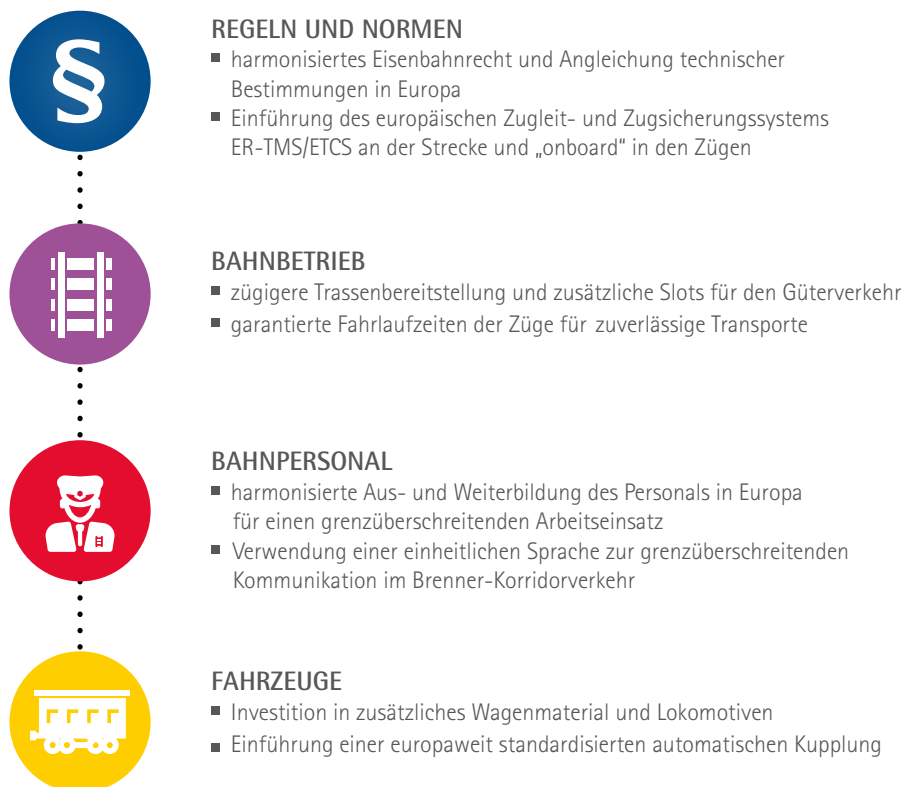 §
REGELN UND NORMEN
▪ harmonisiertes Eisenbahnrecht und Angleichung technischer
Bestimmungen in Europa
▪ Einführung des europäischen Zugleit- und Zugsicherungssystems
ER-TMS/ETCS an der Strecke und „onboard" in den Zügen
BAHNBETRIEB
▪ zügigere Trassenbereitstellung und zusätzliche Slots für den Güterverkehr
▪ garantierte Fahrlaufzeiten der Züge für zuverlässige Transporte
BAHNPERSONAL
▪ harmonisierte Aus- und Weiterbildung des Personals in Europa
für einen grenzüberschreitenden Arbeitseinsatz
▪ Verwendung einer einheitlichen Sprache zur grenzüberschreitenden
Kommunikation im Brenner-Korridorverkehr
FAHRZEUGE
▪ Investition in zusätzliches Wagenmaterial und Lokomotiven
▪ Einführung einer europaweit standardisierten automatischen Kupplung